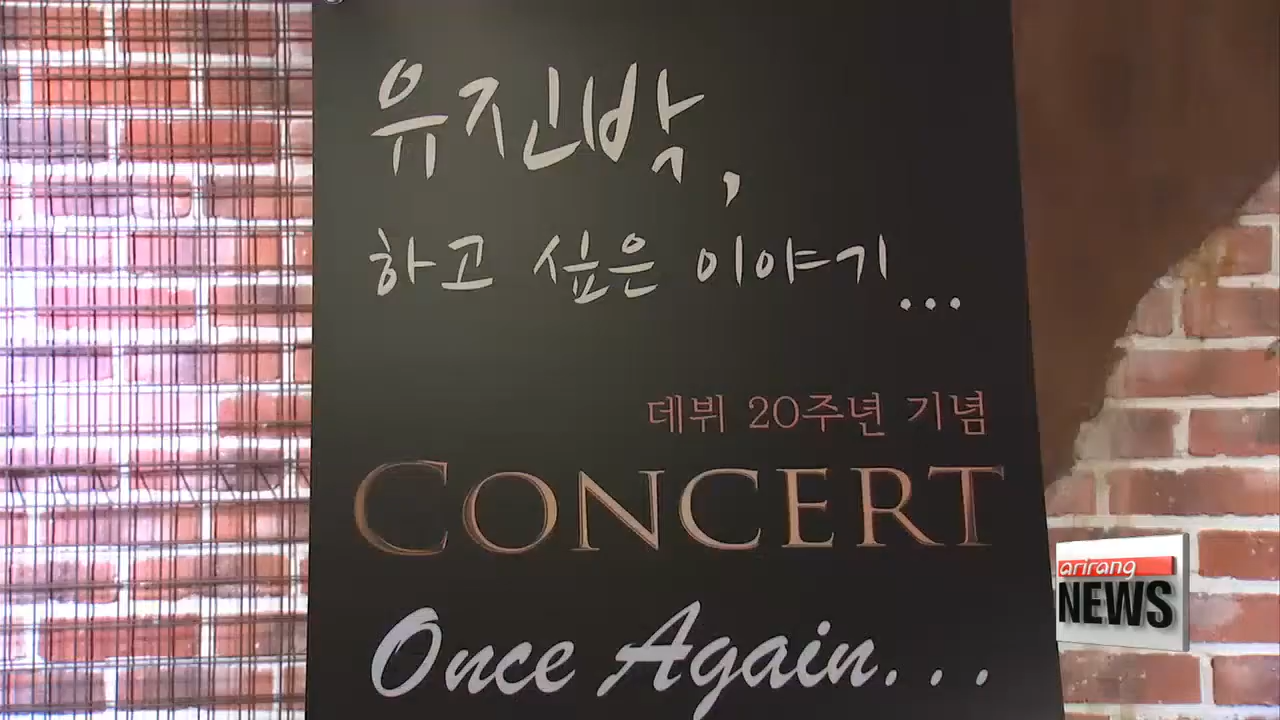 유진박,
하고 싶은 이야기...
데뷔 20주년 기념
CONCERT
Once Again...
arirang
NEWS